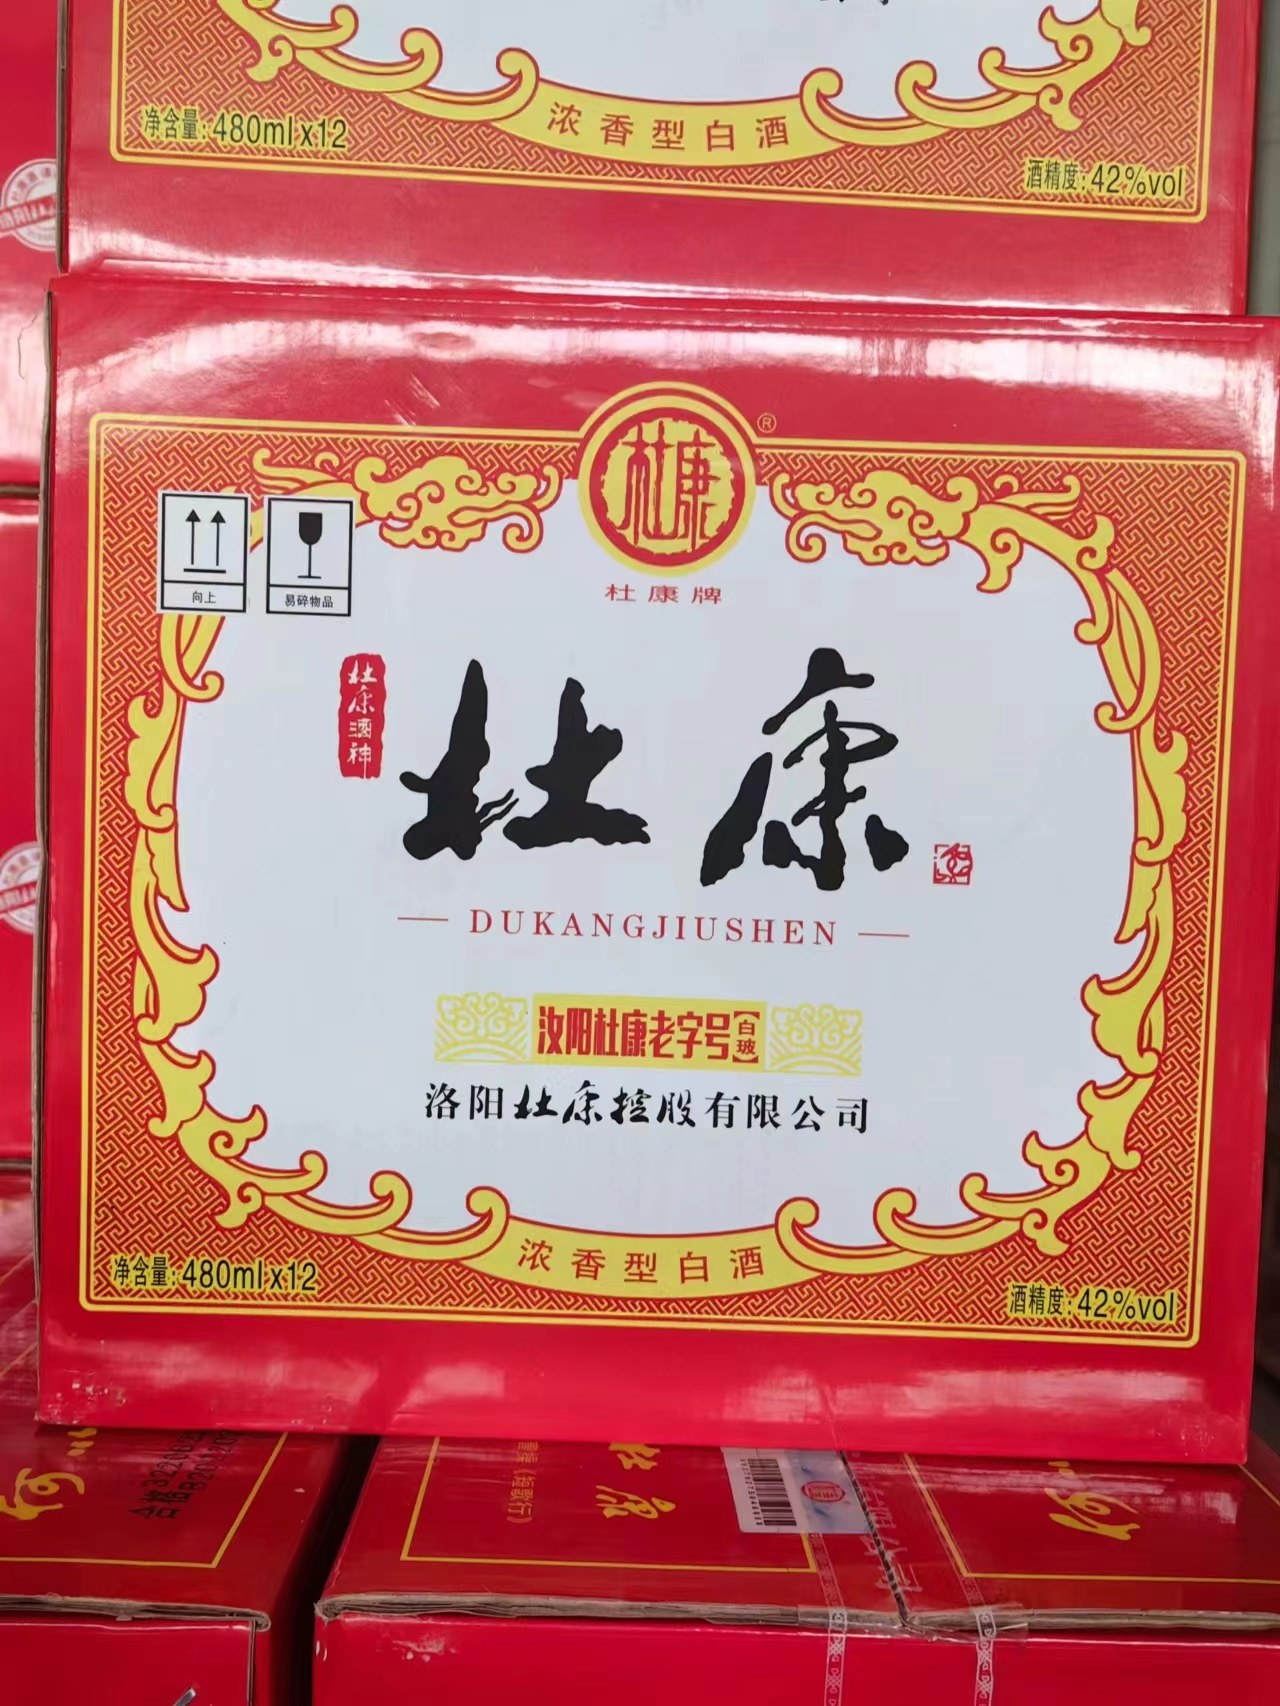 净含量:480ml x12
浓香型白酒
酒精度:42%vol
杜康
®
杜康牌
向上
易碎物品
杜康酒神
杜康
DUKANGJIUSHEN
汝阳杜康老字号【白玻】
洛阳杜康控股有限公司
净含量:480ml x12
浓香型白酒
酒精度:42%vol
杜康